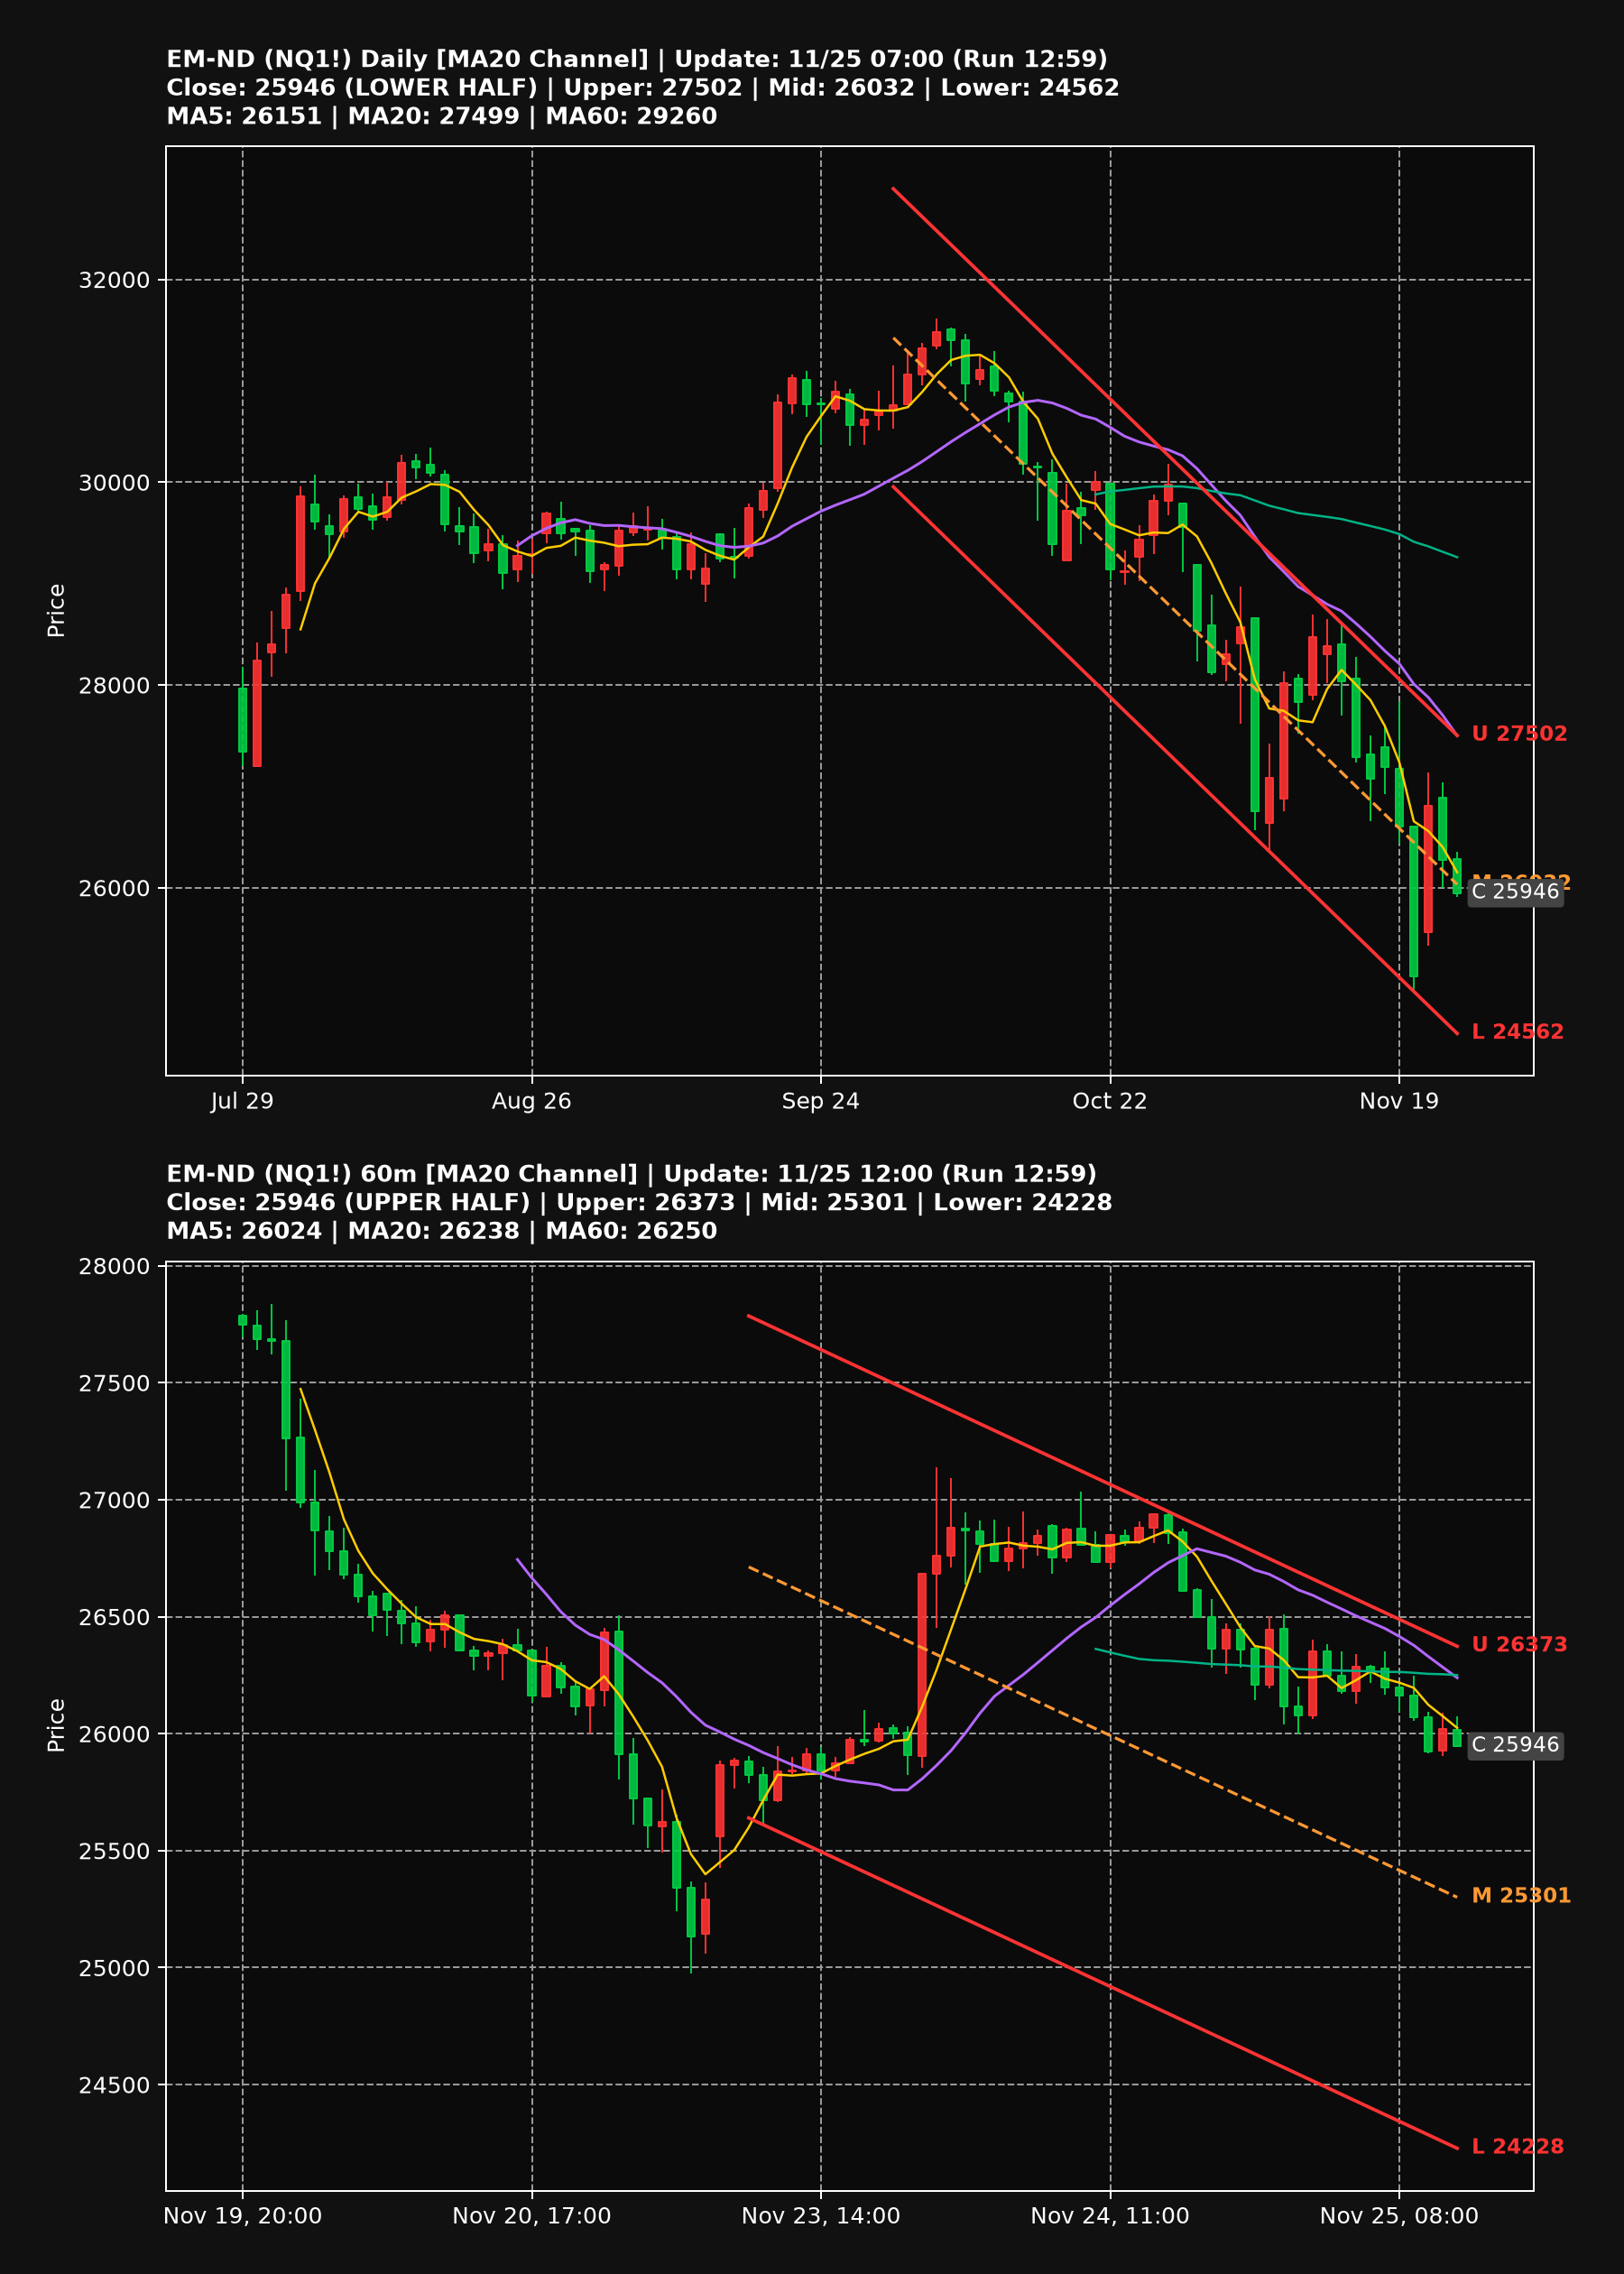 EM-ND (NQ1!) Daily [MA20 Channel] | Update: 11/25 07:00 (Run 12:59)
Close: 25946 (LOWER HALF) | Upper: 27502 | Mid: 26032 | Lower: 24562
MA5: 26151 | MA20: 27499 | MA60: 29260
Price
32000
30000
28000
26000
U 27502
M 26032
C 25946
L 24562
Jul 29
Aug 26
Sep 24
Oct 22
Nov 19
EM-ND (NQ1!) 60m [MA20 Channel] | Update: 11/25 12:00 (Run 12:59)
Close: 25946 (UPPER HALF) | Upper: 26373 | Mid: 25301 | Lower: 24228
MA5: 26024 | MA20: 26238 | MA60: 26250
Price
28000
27500
27000
26500
26000
25500
25000
24500
U 26373
C 25946
M 25301
L 24228
Nov 19, 20:00
Nov 20, 17:00
Nov 23, 14:00
Nov 24, 11:00
Nov 25, 08:00